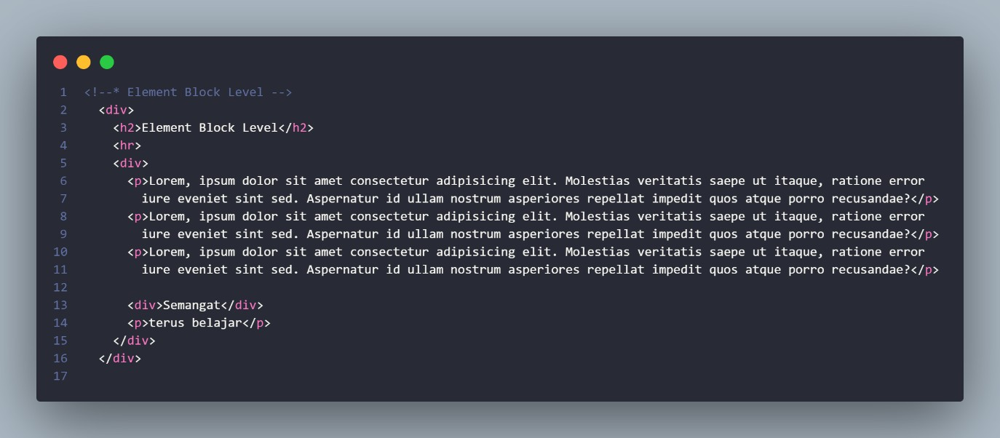 1 <!--* Element Block Level -->
2   <div>
3     <h2>Element Block Level</h2>
4     <hr>
5     <div>
6       <p>Lorem, ipsum dolor sit amet consectetur adipisicing elit. Molestias veritatis saepe ut itaque, ratione error
7         iure eveniet sint sed. Aspernatur id ullam nostrum asperiores repellat impedit quos atque porro recusandae?</p>
8       <p>Lorem, ipsum dolor sit amet consectetur adipisicing elit. Molestias veritatis saepe ut itaque, ratione error
9         iure eveniet sint sed. Aspernatur id ullam nostrum asperiores repellat impedit quos atque porro recusandae?</p>
10       <p>Lorem, ipsum dolor sit amet consectetur adipisicing elit. Molestias veritatis saepe ut itaque, ratione error
11         iure eveniet sint sed. Aspernatur id ullam nostrum asperiores repellat impedit quos atque porro recusandae?</p>
12
13       <div>Semangat</div>
14       <p>terus belajar</p>
15     </div>
16   </div>
17